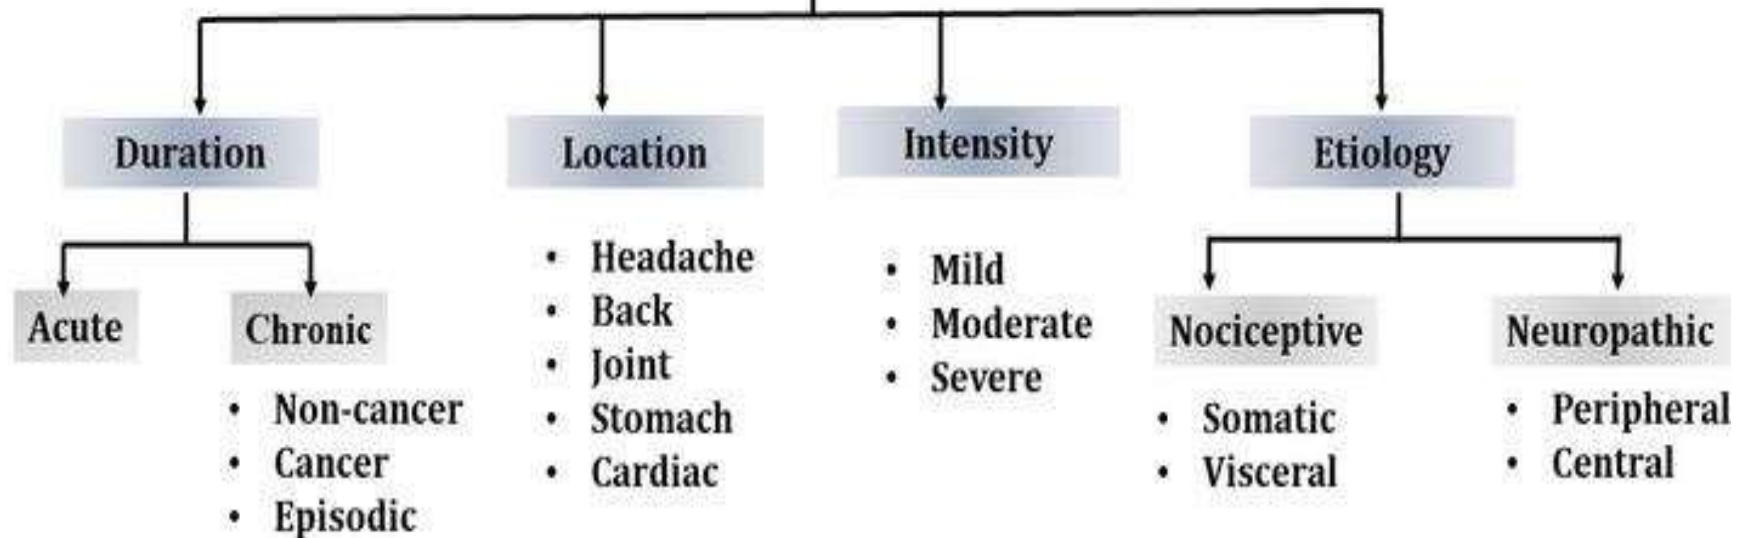 Duration
Location
Intensity
Etiology
Acute
Chronic
• Non-cancer
• Cancer
• Episodic
• Headache
• Back
• Joint
• Stomach
• Cardiac
• Mild
• Moderate
• Severe
Nociceptive
• Somatic
• Visceral
Neuropathic
• Peripheral
• Central